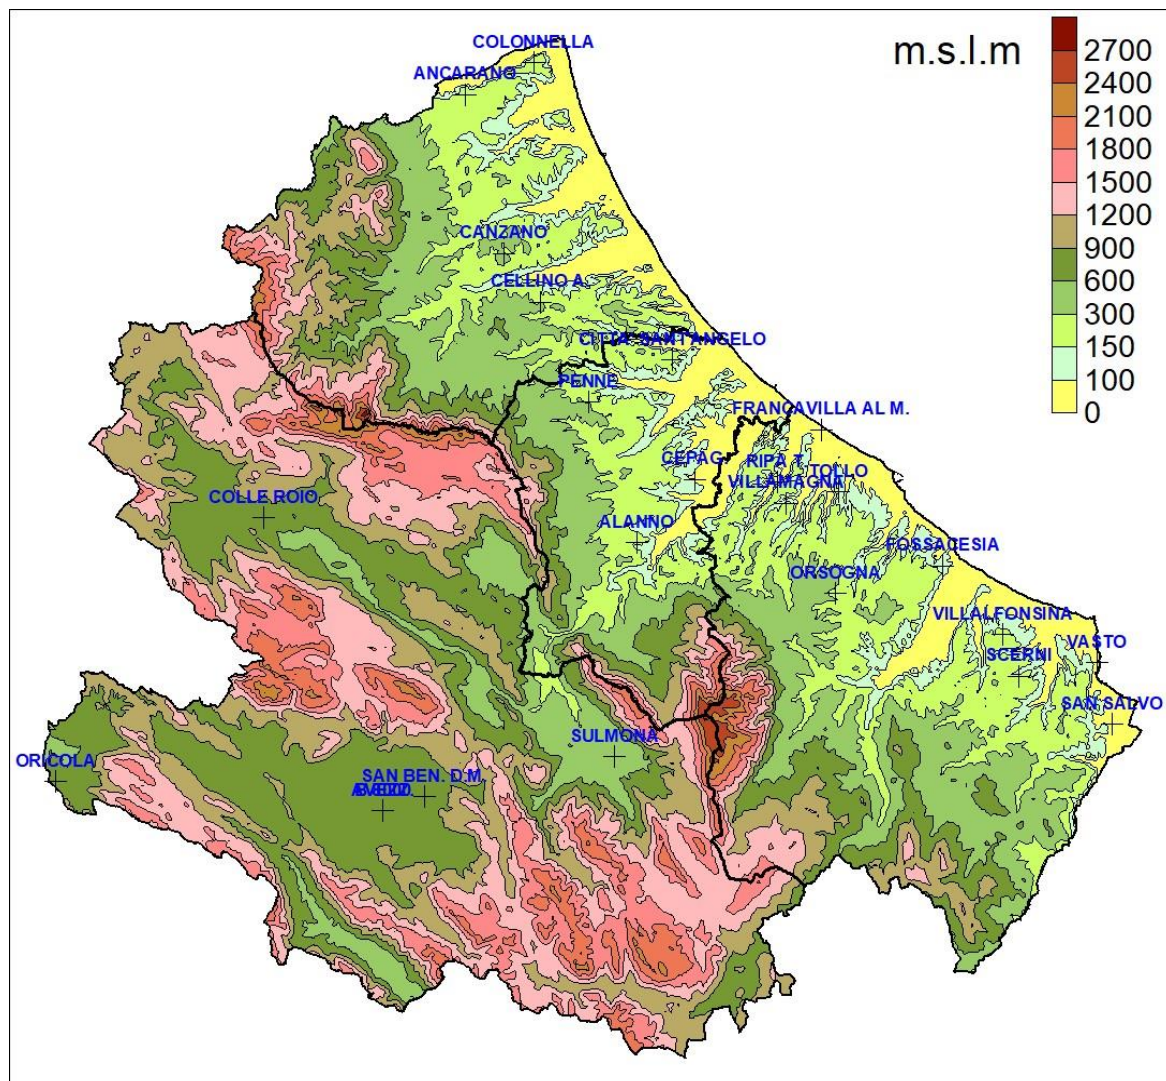 COLONNELLA
m.s.l.m
2700
ANCARANO
2400
2100
1800
1500
1200
900
600
300
150
100
0
CANZANO
CELLINO A.
CITTA' SANT'ANGELO
PENNE
FRANCAVILLA AL M.
CEPAG
RIPA T.
TOLLO
VILLAMAGNA
COLLE ROIO
ALANNO
FOSSACESIA
ORSOGNA
VILLALFONSINA
VASTO
SCERNI
SAN SALVO
SULMONA
ORICOLA
SAN BEN. D.M.